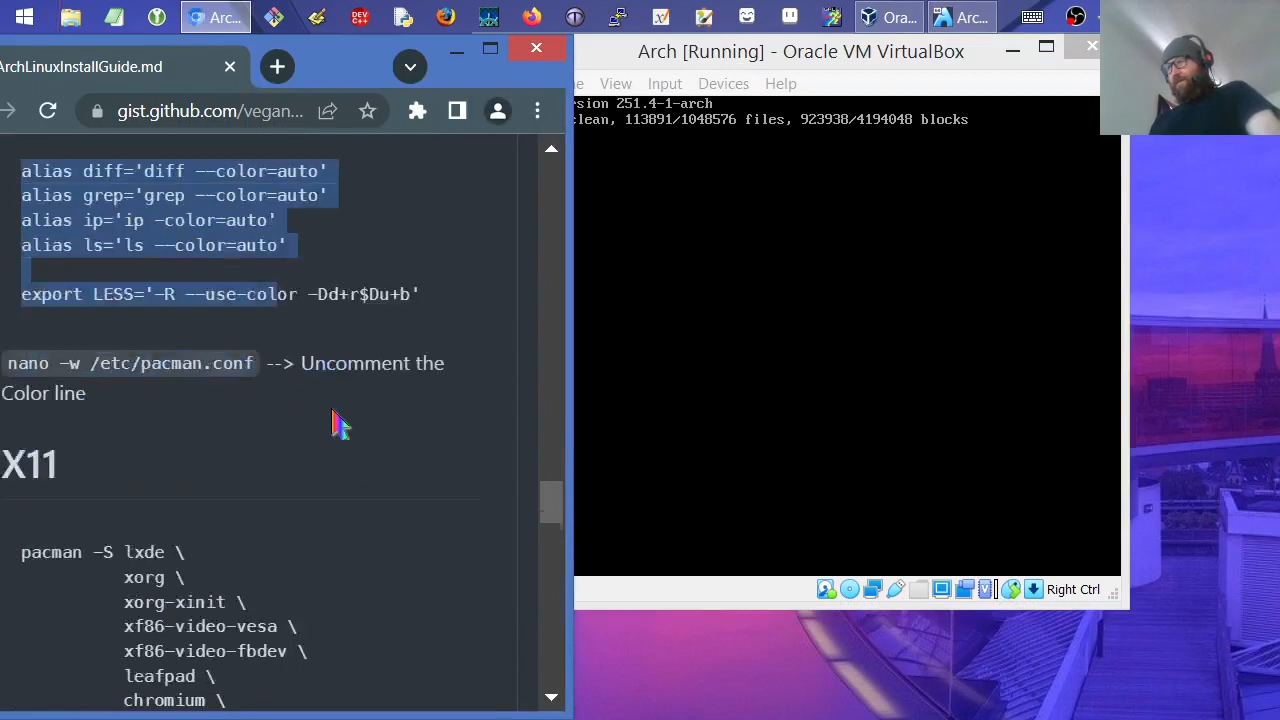 Arc...
Ora...
Arc...
ArchLinuxInstallGuide.md
gist.github.com/vegan...
alias diff='diff --color=auto'
alias grep='grep --color=auto'
alias ip='ip -color=auto'
alias ls='ls --color=auto'
export LESS='-R --use-color -Dd+r$Du+b'
nano -w /etc/pacman.conf --> Uncomment the
Color line
X11
pacman -S lxde \
xorg \
xorg-xinit \
xf86-video-vesa \
xf86-video-fbdev \
leafpad \
chromium \
Arch [Running] - Oracle VM VirtualBox
ne View Input Devices Help
rsion 251.4-1-arch
clean, 113891/1048576 files, 923938/4194048 blocks
Right Ctrl